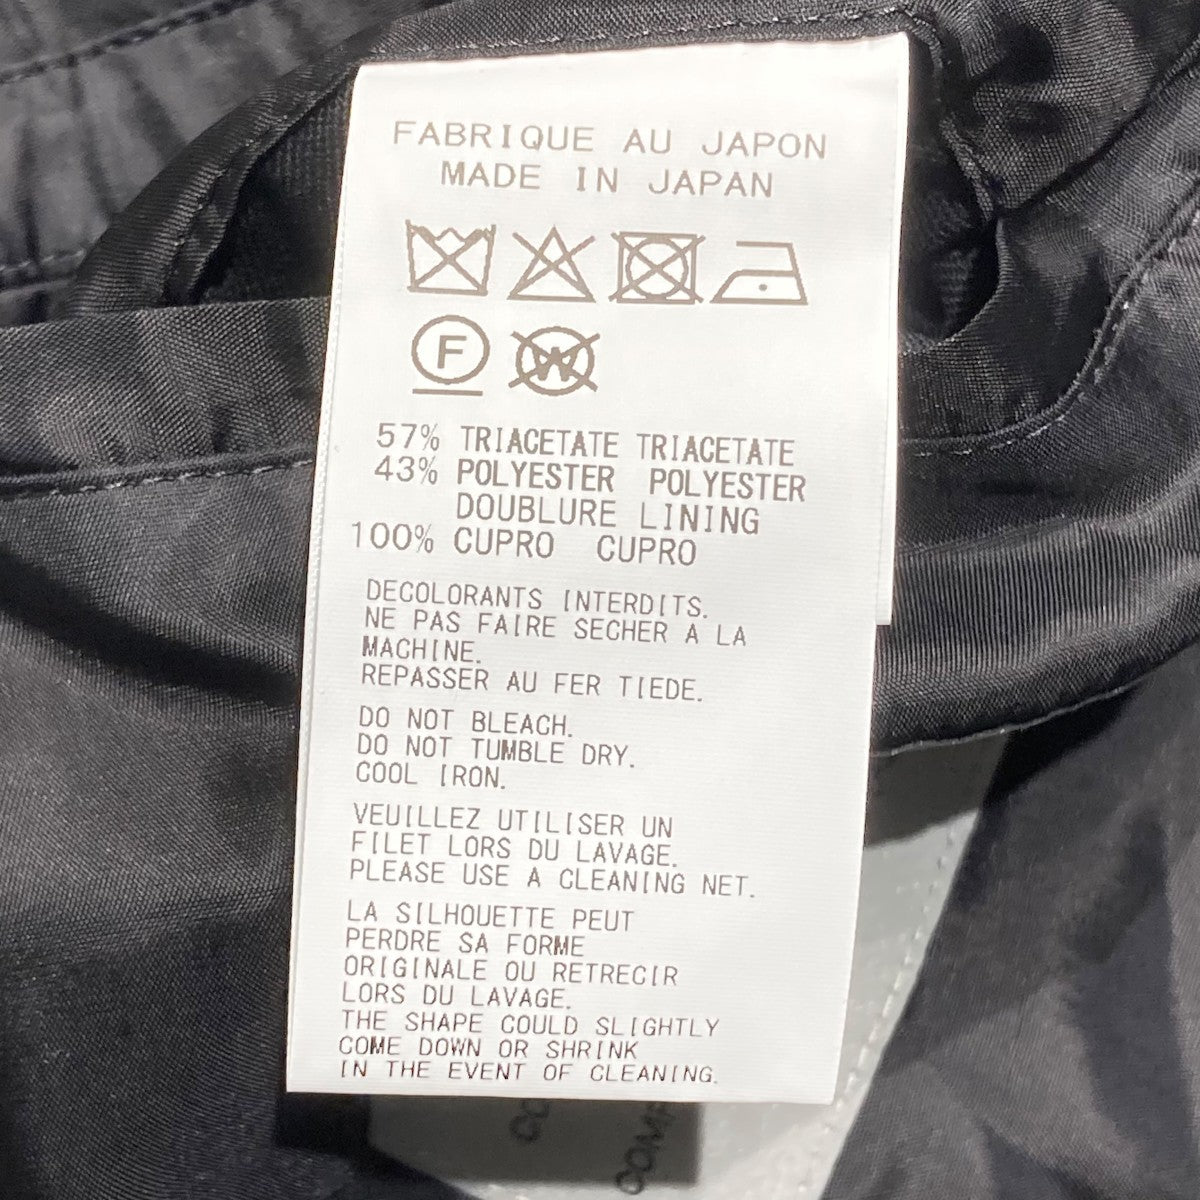 FABRIQUE AU JAPON
MADE IN JAPAN
F W
57% TRIACETATE TRIACETATE
43% POLYESTER POLYESTER
DOUBLURE LINING
100% CUPRO CUPRO
DECOLORANTS INTERDITS.
NE PAS FAIRE SECHER A LA
MACHINE.
REPASSER AU FER TIEDE.
DO NOT BLEACH.
DO NOT TUMBLE DRY.
COOL IRON.
VEUILLEZ UTILISER UN
FILET LORS DU LAVAGE.
PLEASE USE A CLEANING NET.
LA SILHOUETTE PEUT
PERDRE SA FORME
ORIGINALE OU RETRECIR
LORS DU LAVAGE.
THE SHAPE COULD SLIGHTLY
COME DOWN OR SHRINK
IN THE EVENT OF CLEANING.